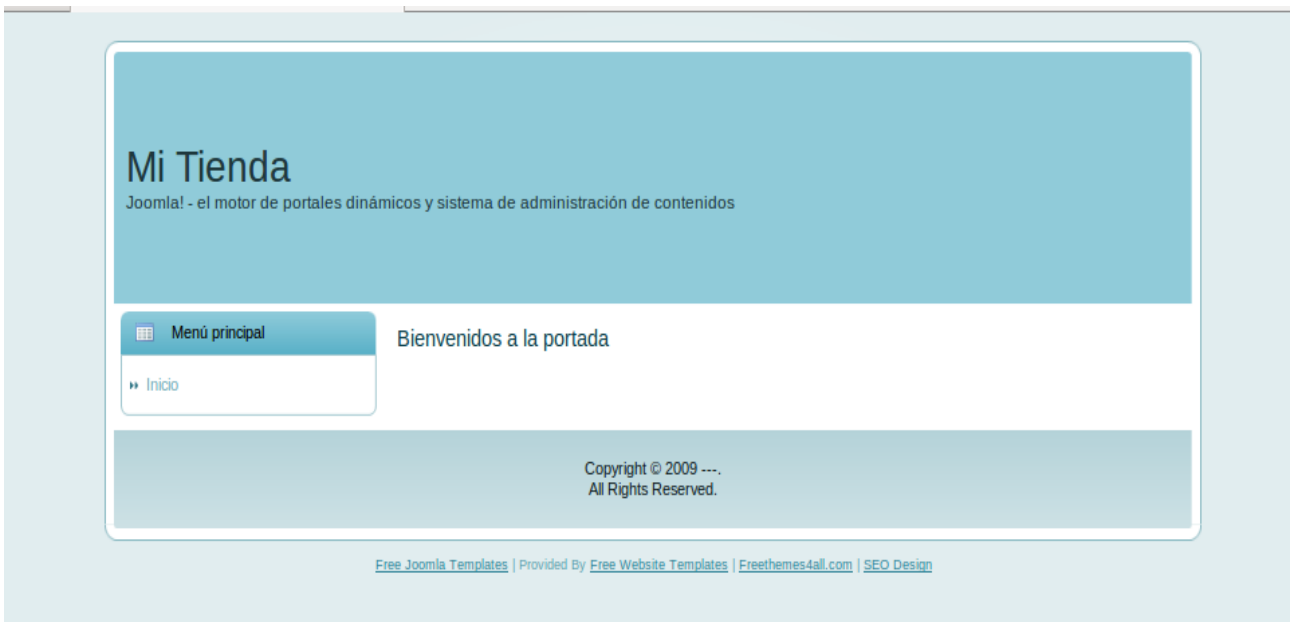 Mi Tienda
Joomla! - el motor de portales dinámicos y sistema de administración de contenidos
Menú principal
Inicio
Bienvenidos a la portada
Copyright © 2009 ---.
All Rights Reserved.
Free Joomla Templates | Provided By Free Website Templates | Freethemes4all.com | SEO Design